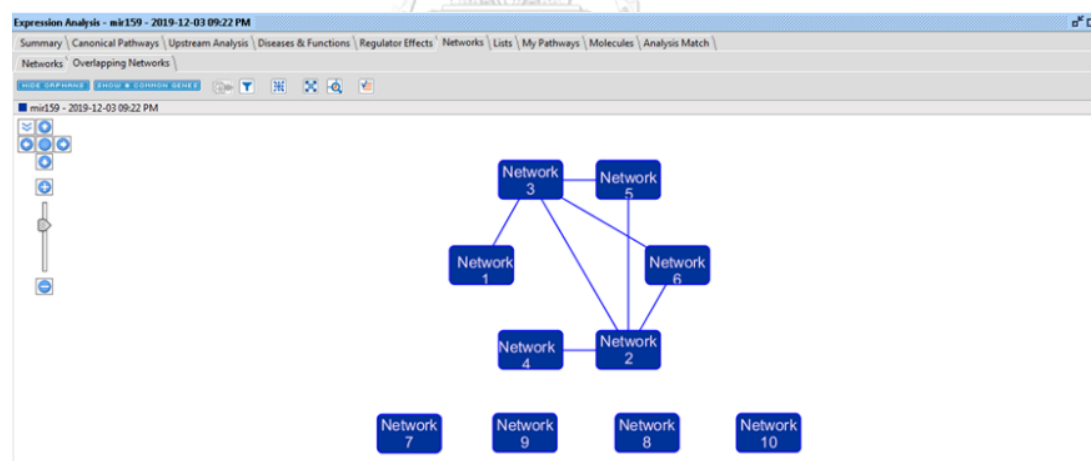 Expression Analysis - mir159 - 2019-12-03 09:22 PM
Summary \ Canonical Pathways \ Upstream Analysis \ Diseases & Functions \ Regulator Effects \ Networks \ Lists \ My Pathways \ Molecules \ Analysis Match \
Networks \ Overlapping Networks \
HIDE ORPHANS SHOW # COMMON GENES
mir159 - 2019-12-03 09:22 PM
Network
3
Network
5
Network
1
Network
6
Network
4
Network
2
Network
7
Network
9
Network
8
Network
10